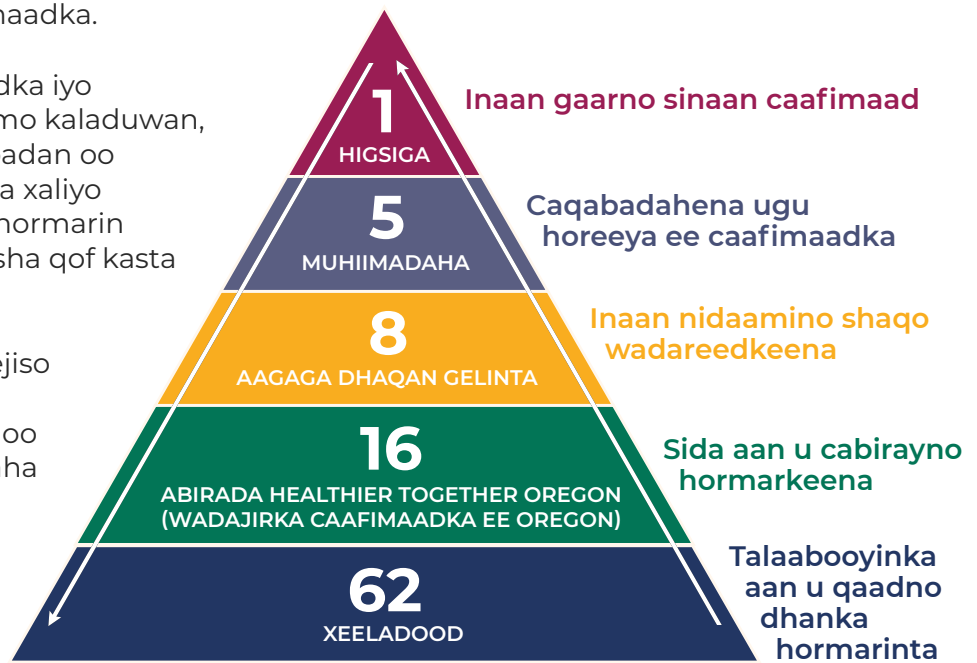 naadka.
dka iyo
mo kaladuwan,
adan oo
a xaliyo
hormarin
sha qof kasta
ejiso
oo
aha
1
HIGSIGA
Inaan gaarno sinaan caafimaad
5
MUHIIMADAHA
Caqabadahena ugu
horeeya ee caafimaadka
8
AAGAGA DHAQAN GELINTA
Inaan nidaamino shaqo
wadareedkeena
16
ABIRADA HEALTHIER TOGETHER OREGON
(WADAJIRKA CAAFIMAADKA EE OREGON)
Sida aan u cabirayno
hormarkeena
62
XEELADOOD
Talaabooyinka
aan u qaadno
dhanka
hormarinta